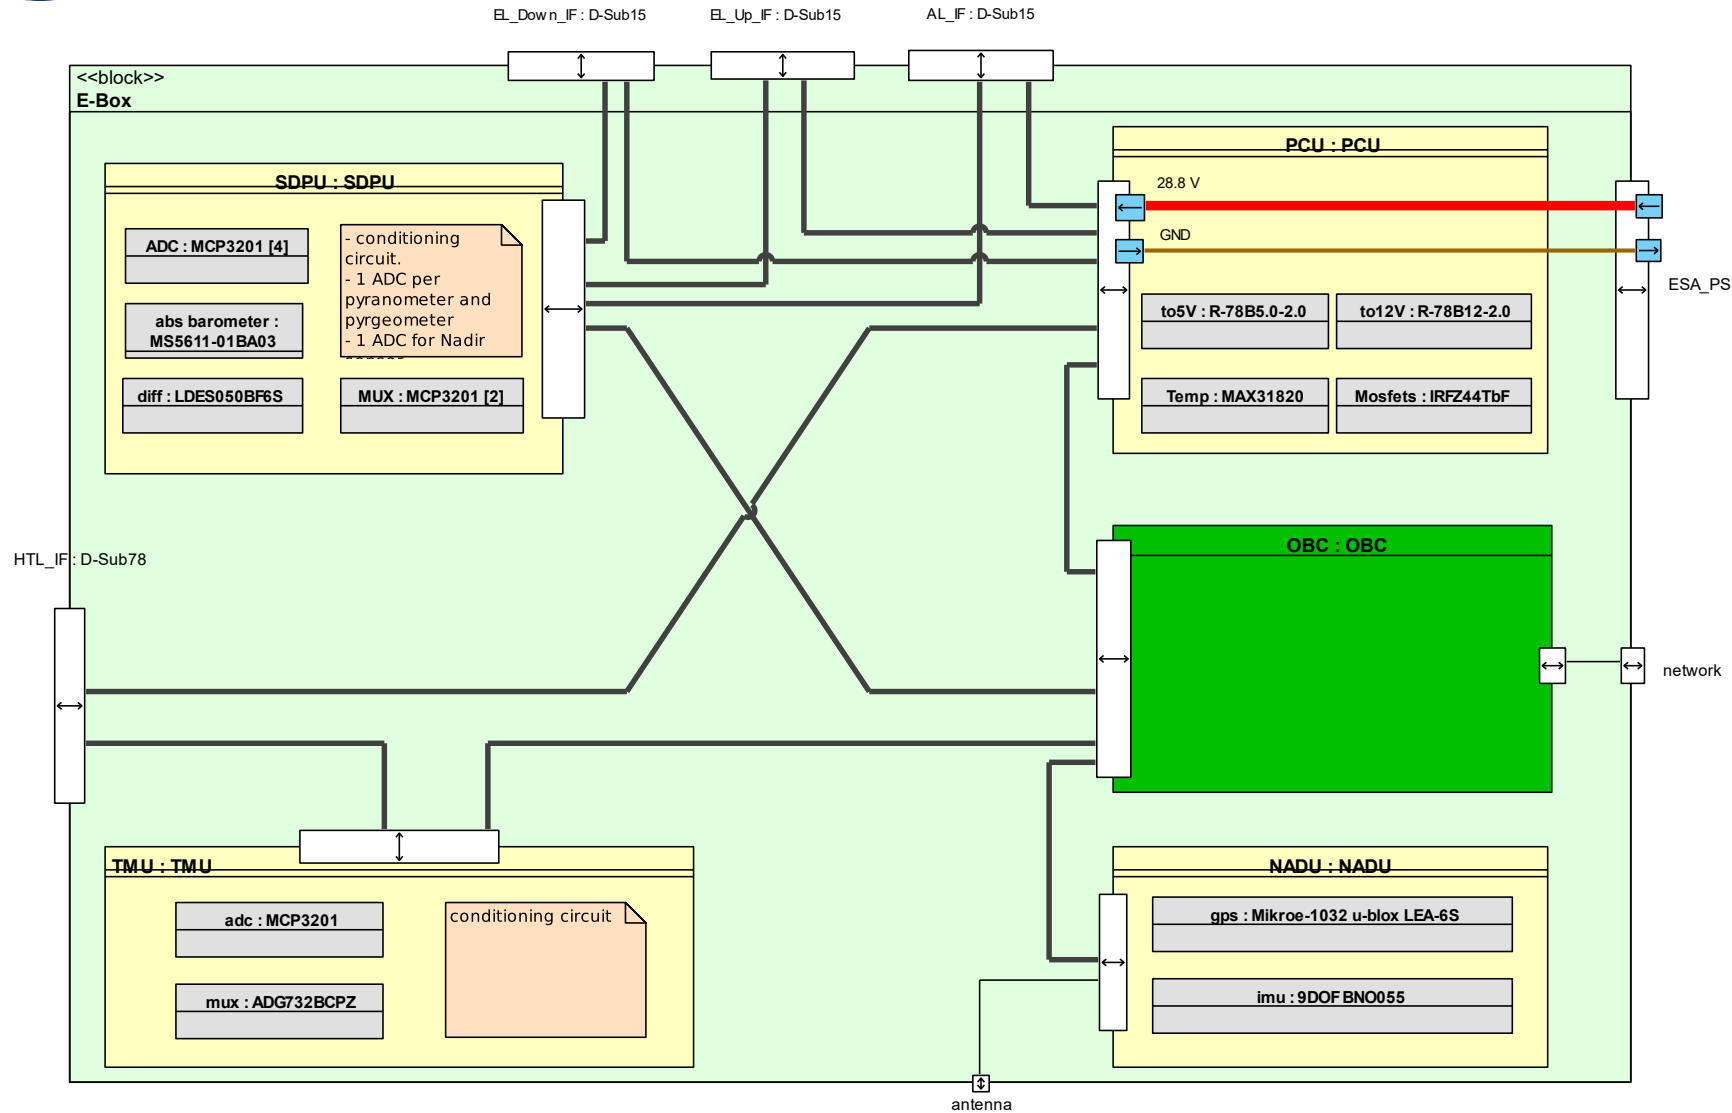 EL_Down_IF : D-Sub15
EL_Up_IF : D-Sub15
AL_IF : D-Sub15
<<block>>
E-Box
SDPU : SDPU
ADC : MCP3201 [4]
abs barometer :
MS5611-01BA03
diff : LDES050BF6S
- conditioning
circuit.
- 1 ADC per
pyranometer and
pyrgeometer
- 1 ADC for Nadir
MUX : MCP3201 [2]
PCU : PCU
28.8 V
GND
to5V : R-78B5.0-2.0
to12V : R-78B12-2.0
Temp : MAX31820
Mosfets : IRFZ44TbF
ESA_PS
HTL_IF : D-Sub78
OBC : OBC
network
TMU : TMU
adc : MCP3201
mux : ADG732BCPZ
conditioning circuit
NADU : NADU
gps : Mikroe-1032 u-blox LEA-6S
imu : 9DOF BNO055
antenna